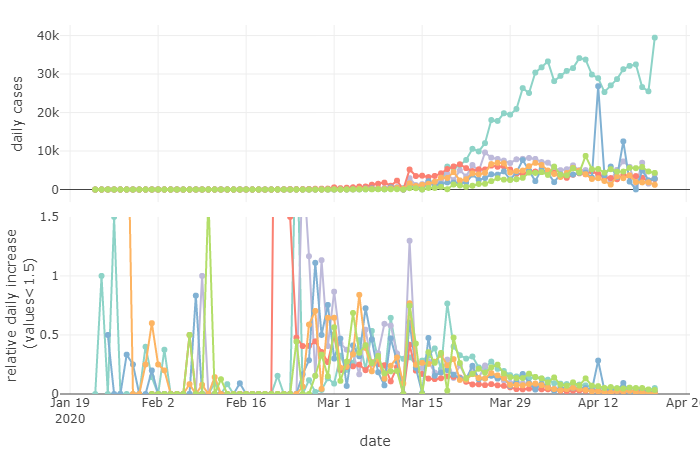 40k
30k
20k
10k
0
daily cases
1.5
1
0.5
0
relative daily increase
(values<1.5)
Jan 19
2020
Feb 2
Feb 16
Mar 1
Mar 15
Mar 29
Apr 12
Apr 2
date